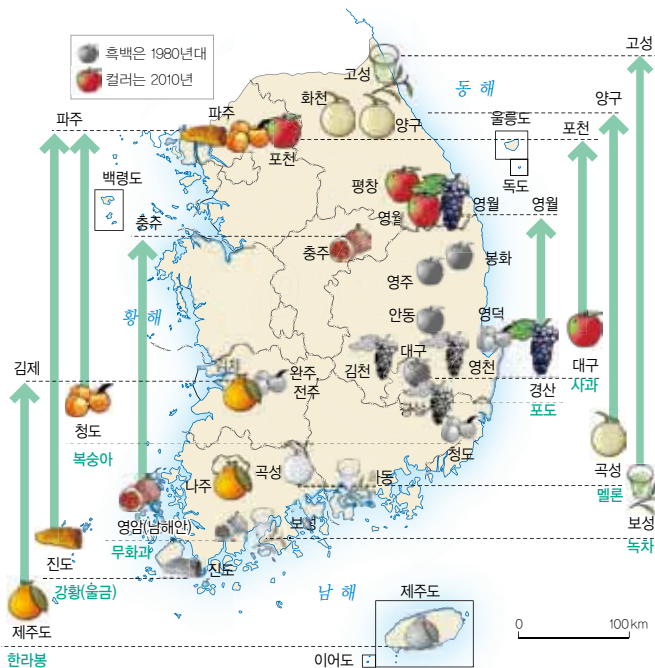 흑백은 1980년대
컬러는 2010년
고성
고성
동 해
화천
양구
양구
파주
파주
울릉도
포천
포천
독도
백령도
평창
영월
영월
영월
충주
충주
봉화
영주
황 해
안동
영덕
대구
김제
완주
전주
김천
영천
경산
대구
사과
포도
청도
복숭아
청도
나주
곡성
곡성
멜론
영암(남해안)
무화과
보성
보성
녹차
진도
강황(울금)
진도
남 해
제주도
제주도
한라봉
이어도
0
100km